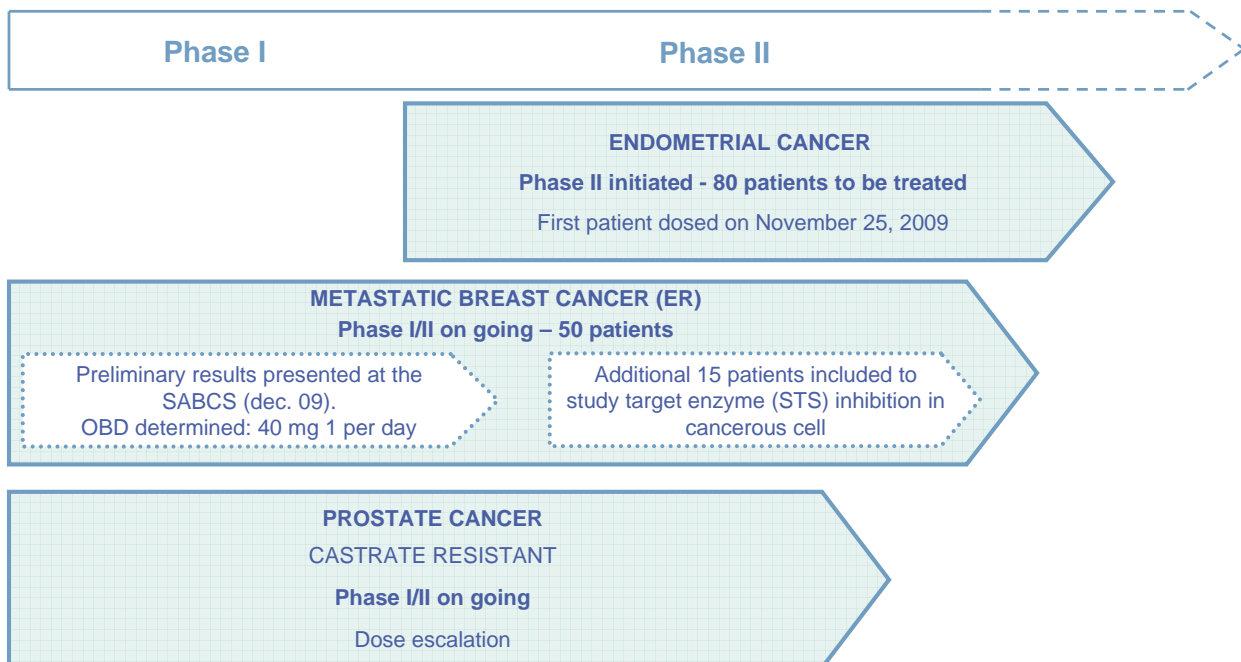 Phase I
Phase II
ENDOMETRIAL CANCER
Phase II initiated - 80 patients to be treated
First patient dosed on November 25, 2009
METASTATIC BREAST CANCER (ER)
Phase I/II on going – 50 patients
Preliminary results presented at the
SABCS (dec. 09).
OBD determined: 40 mg 1 per day
Additional 15 patients included to
study target enzyme (STS) inhibition in
cancerous cell
PROSTATE CANCER
CASTRATE RESISTANT
Phase I/II on going
Dose escalation